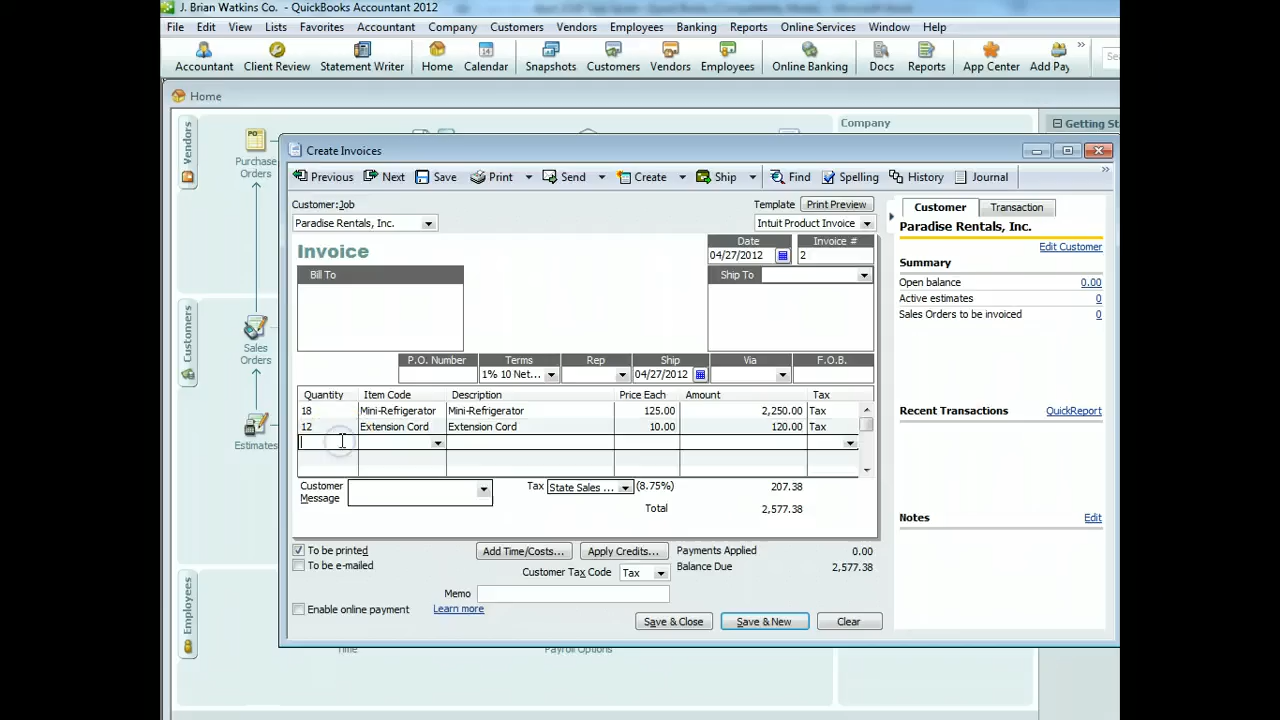 J. Brian Watkins Co. - QuickBooks Accountant 2012
File Edit View Lists Favorites Accountant Company Customers Vendors Employees Banking Reports Online Services Window Help
Accountant Client Review Statement Writer Home Calendar Snapshots Customers Vendors Employees Online Banking Docs Reports App Center Add Pay
Home
Vendors
Customers
Employees
PO
Purchase
Orders
Sales
Orders
Estimates
Company
Getting St
Time
Payroll Options
Create Invoices
Previous Next Save Print Send Create Ship Find Spelling History Journal
Customer:Job
Template Print Preview
Paradise Rentals, Inc.
Intuit Product Invoice
Invoice
Date Invoice #
04/27/2012 2
Bill To
Ship To
P.O. Number Terms Rep Ship Via F.O.B.
1% 10 Net... 04/27/2012
Quantity Item Code Description Price Each Amount Tax
18 Mini-Refrigerator Mini-Refrigerator 125.00 2,250.00 Tax
12 Extension Cord Extension Cord 10.00 120.00 Tax
Customer
Message
Tax State Sales ... (8.75%) 207.38
Total 2,577.38
To be printed
To be e-mailed
Add Time/Costs... Apply Credits...
Payments Applied 0.00
Customer Tax Code Tax
Balance Due 2,577.38
Memo
Enable online payment Learn more
Save & Close Save & New Clear
Customer Transaction
Paradise Rentals, Inc.
Edit Customer
Summary
Open balance 0.00
Active estimates 0
Sales Orders to be invoiced 0
Recent Transactions QuickReport
Notes Edit